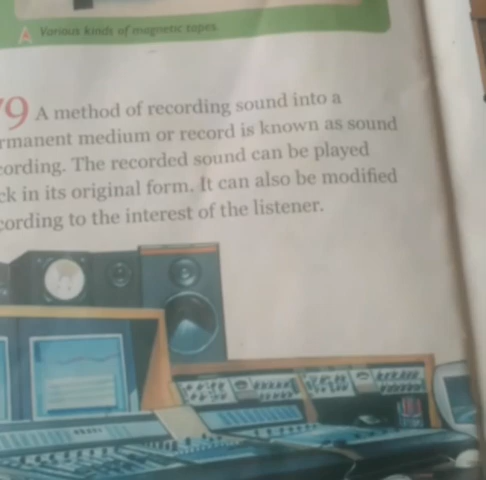 Various kinds of megnetic tapes
79 A method of recording sound into a
rmanent medium or record is known as sound
cording. The recorded sound can be played
ck in its original form. It can also be modified
cording to the interest of the listener.